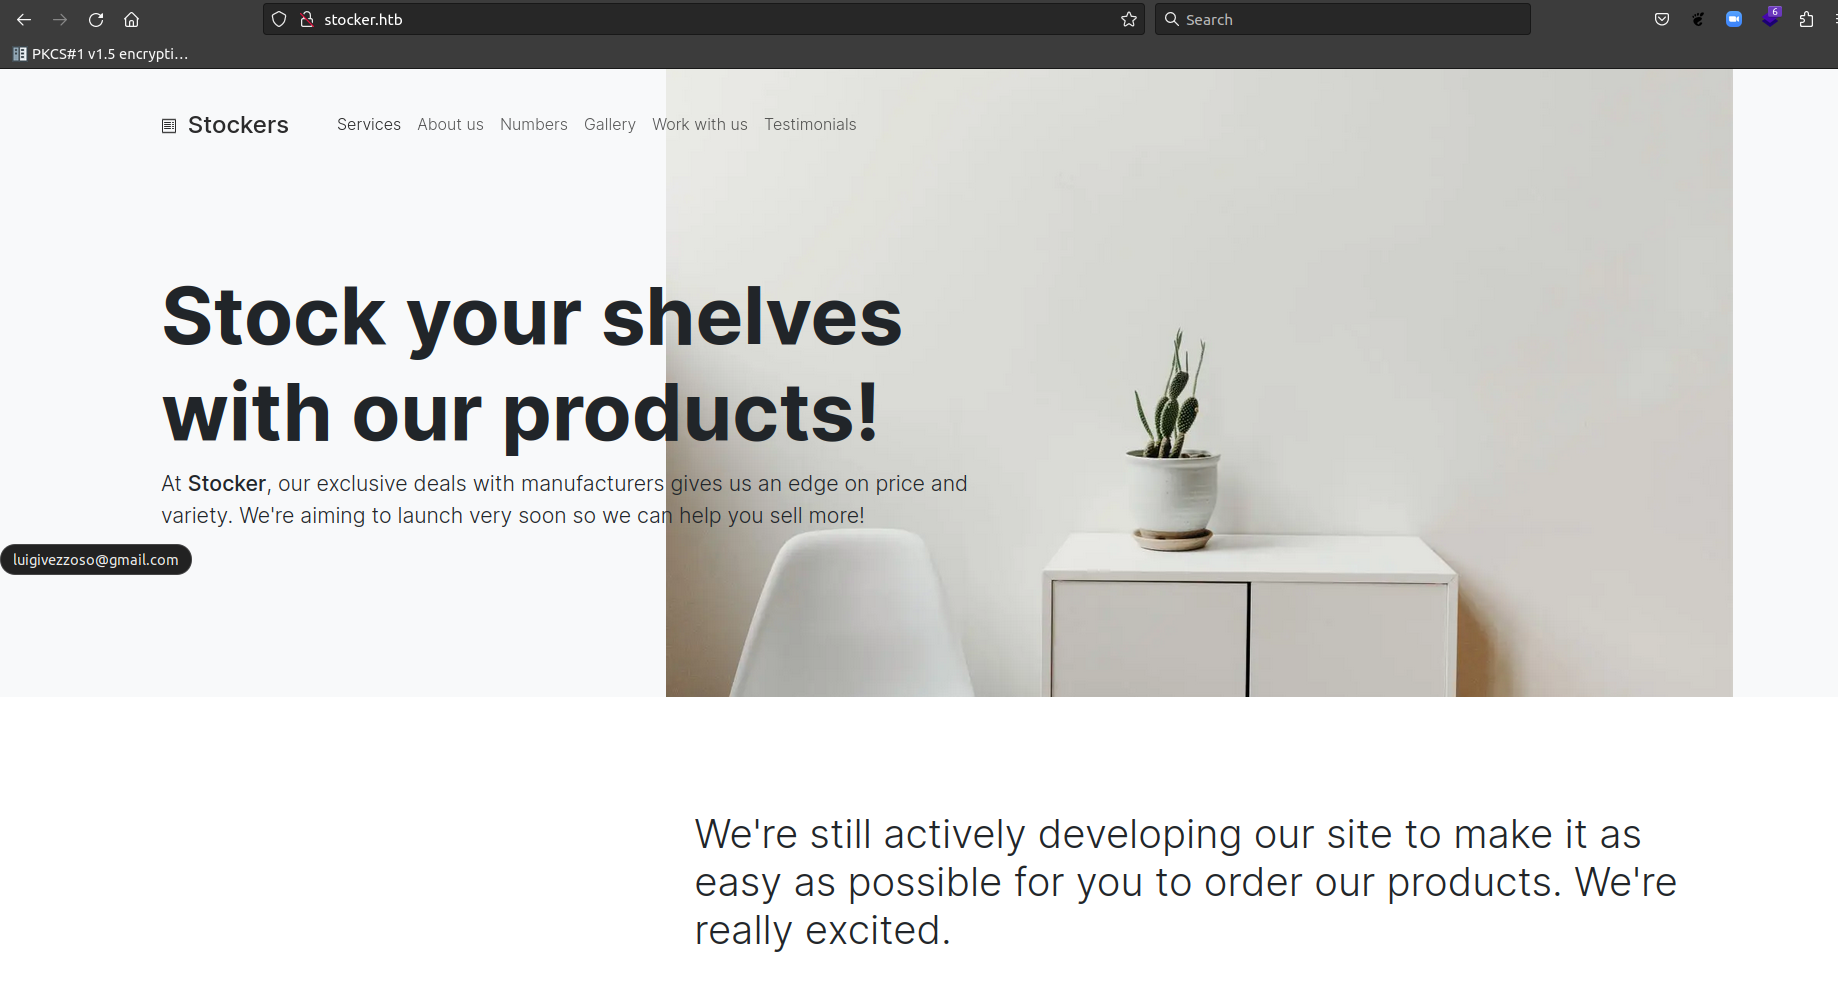 stocker.htb
Search
6
PKCS#1 v1.5 encrypti…
Stockers
Services
About us
Numbers
Gallery
Work with us
Testimonials
Stock your shelves
with our products!
At Stocker, our exclusive deals with manufacturers gives us an edge on price and
variety. We're aiming to launch very soon so we can help you sell more!
luigivezzoso@gmail.com
We're still actively developing our site to make it as
easy as possible for you to order our products. We're
really excited.